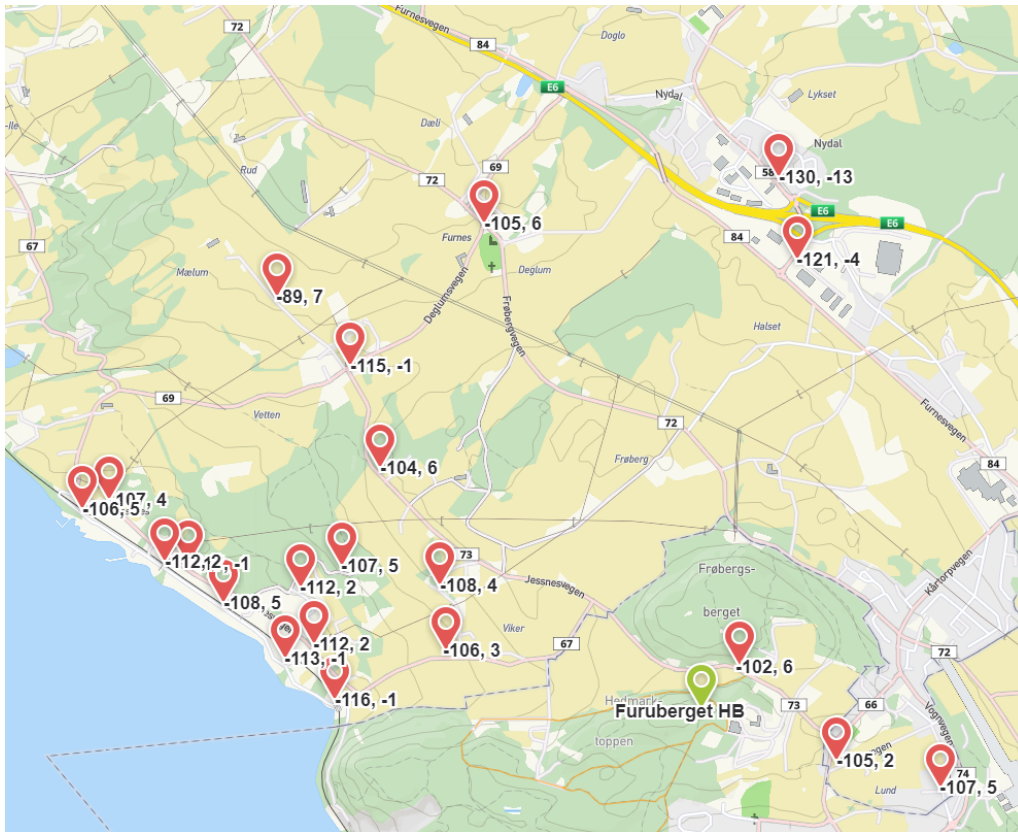 Furnesvegen
72
Doglo
84
E6
Nydal
Lykset
-Ile
Dæli
Nydal
Rud
72
69
58
-130, -13
E6
E6
-105, 6
84
67
Furnes
-121, -4
Mælum
Deglum
-89, 7
Deglumsvegen
Frøbergvegen
Halset
-115, -1
69
Vetten
72
Furnesvegen
Frøberg
84
-104, 6
-107, 4
-106, 5
-112, 2
-1
-107, 5
73
Frøbergs-
Kårtorpvegen
-112, 2
-108, 4
Jessnesvegen
-108, 5
berget
Viker
67
-112, 2
-106, 3
72
-113, -1
-102, 6
-116, -1
Hedmarks
Furuberget HB
73
66
toppen
Vognvegen
-105, 2
74
Lund
-107, 5